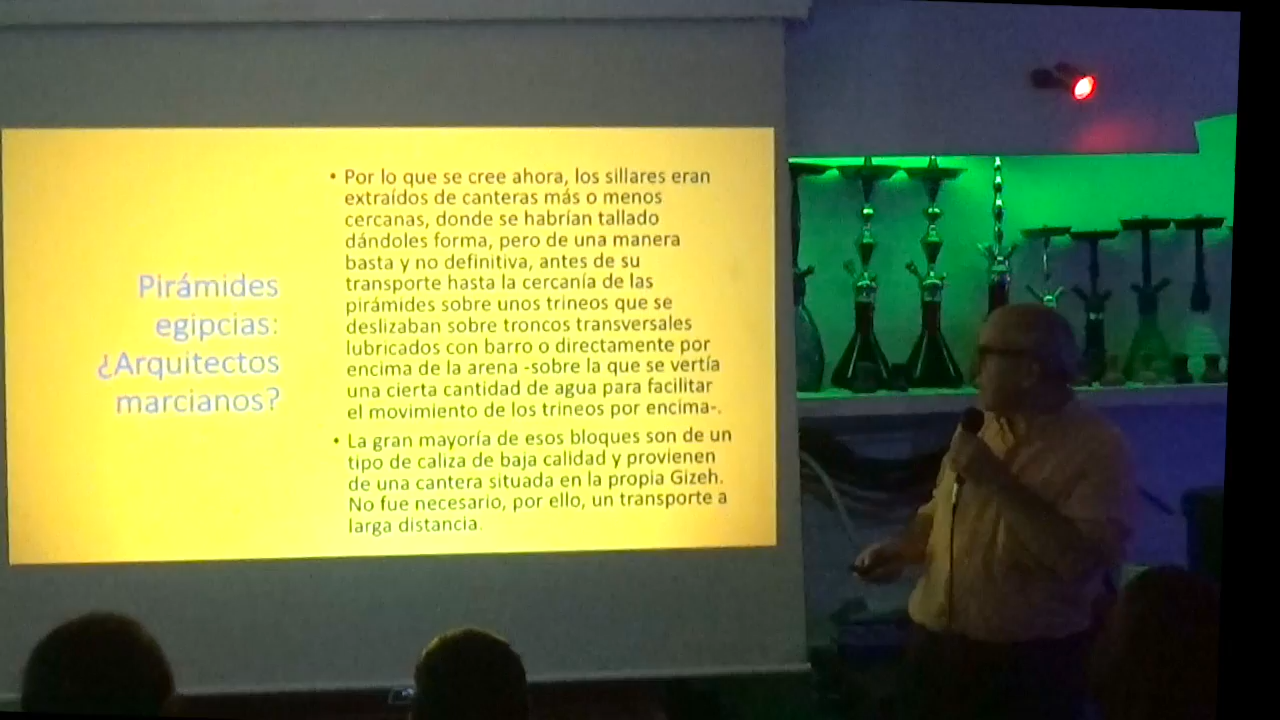 Pirámides
egipcias:
¿Arquitectos
marcianos?
• Por lo que se cree ahora, los sillares eran
extraídos de canteras más o menos
cercanas, donde se habrían tallado
dándoles forma, pero de una manera
basta y no definitiva, antes de su
transporte hasta la cercanía de las
pirámides sobre unos trineos que se
deslizaban sobre troncos transversales
lubricados con barro o directamente por
encima de la arena -sobre la que se vertía
una cierta cantidad de agua para facilitar
el movimiento de los trineos por encima-.
• La gran mayoría de esos bloques son de un
tipo de caliza de baja calidad y provienen
de una cantera situada en la propia Gizeh.
No fue necesario, por ello, un transporte a
larga distancia.